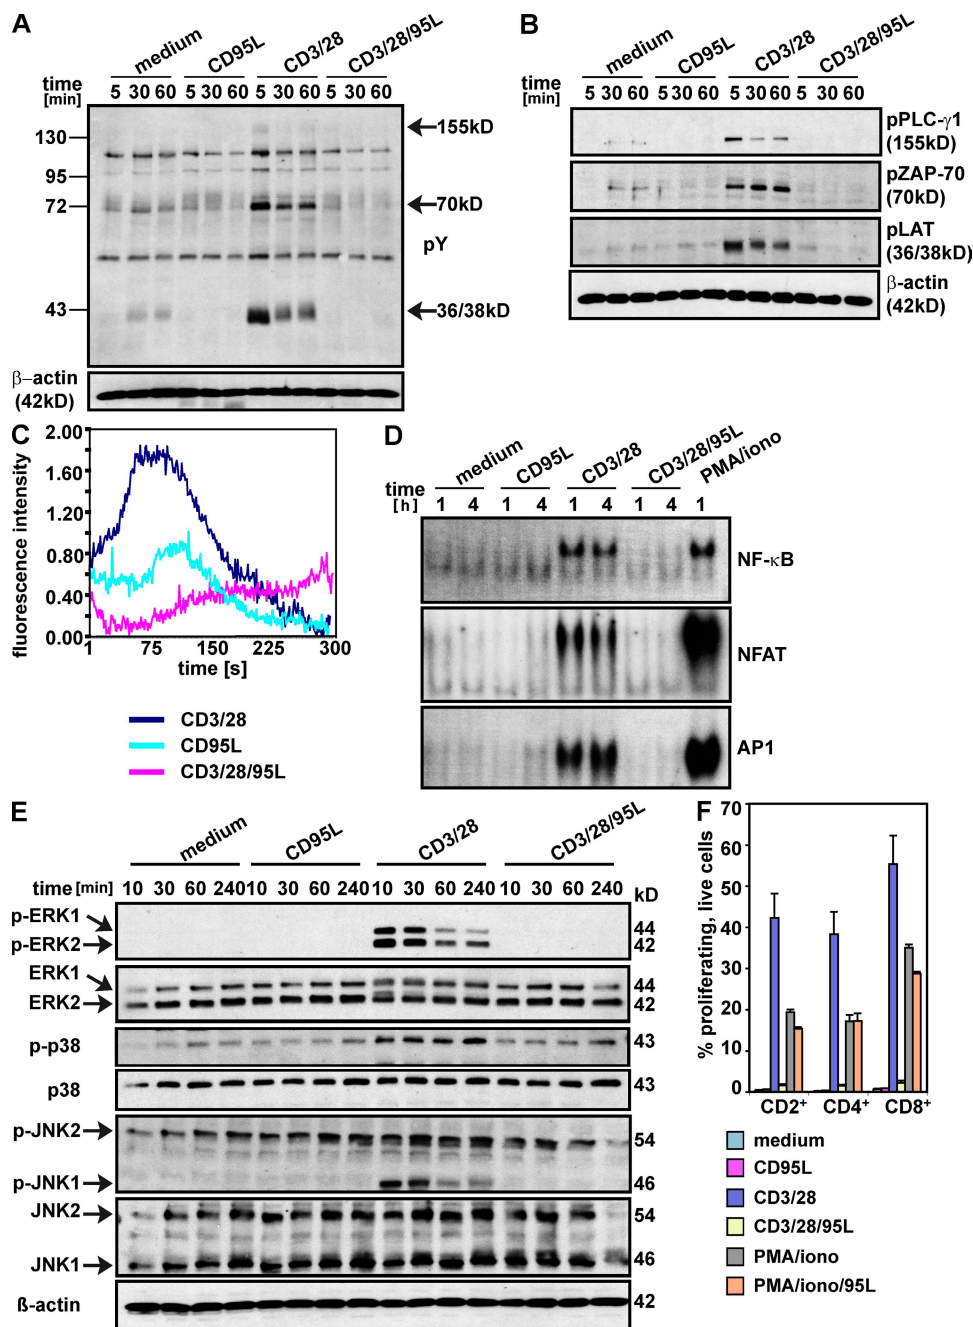 A
medium CD95L CD3/28 CD3/28/95L
time [min] 5 30 60 5 30 60 5 30 60 5 30 60
130
95
72
43
155kD
70kD
pY
36/38kD
β–actin (42kD)
B
medium CD95L CD3/28 CD3/28/95L
time [min] 5 30 60 5 30 60 5 30 60 5 30 60
pPLC-γ1 (155kD)
pZAP-70 (70kD)
pLAT (36/38kD)
β-actin (42kD)
C
fluorescence intensity
2.00
1.60
1.20
0.80
0.40
0.00
1 75 150 225 300
time [s]
CD3/28
CD95L
CD3/28/95L
D
medium CD95L CD3/28 CD3/28/95L PMA/iono
time [h] 1 4 1 4 1 4 1 4 1
NF-κB
NFAT
AP1
E
medium CD95L CD3/28 CD3/28/95L
time [min] 10 30 60 240 10 30 60 240 10 30 60 240 10 30 60 240 kD
p-ERK1 44
p-ERK2 42
ERK1 44
ERK2 42
p-p38 43
p38 43
p-JNK2 54
p-JNK1 46
JNK2 54
JNK1 46
ß-actin 42
F
% proliferating, live cells
70
60
50
40
30
20
10
0
CD2+ CD4+ CD8+
medium
CD95L
CD3/28
CD3/28/95L
PMA/iono
PMA/iono/95L